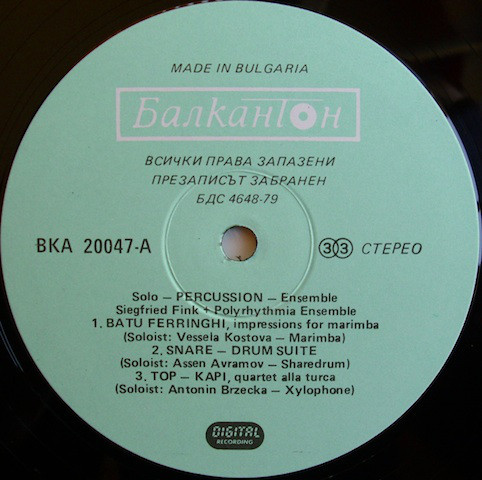 MADE IN BULGARIA
Балкантон
ВСИЧКИ ПРАВА ЗАПАЗЕНИ
ПРЕЗАПИСЪТ ЗАБРАНЕН
БДС 4648-79
ВКА 20047-А
33 СТЕРЕО
Solo – PERCUSSION – Ensemble
Siegfried Fink + Polyrhythmia Ensemble
1. BATU FERRINGHI, impressions for marimba
(Soloist: Vessela Kostova – Marimba)
2. SNARE – DRUM SUITE
(Soloist: Assen Avramov – Sharedrum)
3. TOP – KAPI, quartet alla turca
(Soloist: Antonin Brzecka – Xylophone)
DIGITAL
RECORDING